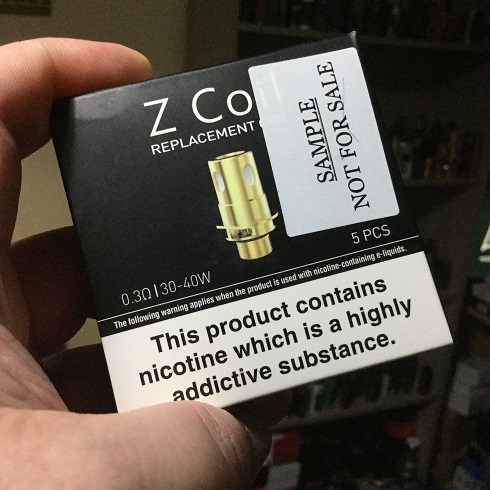 Z Coil
REPLACEMENT
SAMPLE
NOT FOR SALE
5 PCS
0.3Ω | 30-40W
The following warning applies when the product is used with nicotine-containing e-liquids.
This product contains
nicotine which is a highly
addictive substance.